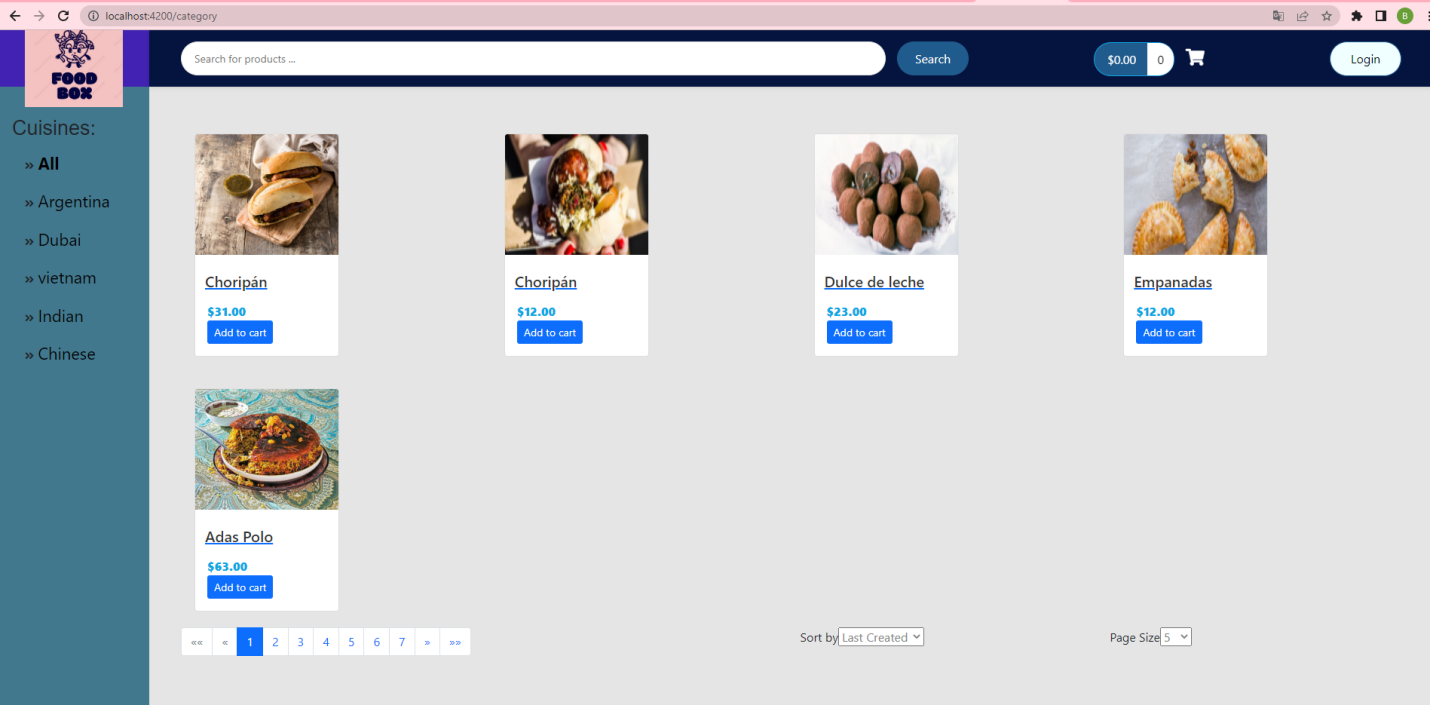 localhost:4200/category
B
FOOD
BOX
Search for products ...
Search
$0.00
0
Login
Cuisines:
» All
» Argentina
» Dubai
» vietnam
» Indian
» Chinese
Choripán
$31.00
Add to cart
Choripán
$12.00
Add to cart
Dulce de leche
$23.00
Add to cart
Empanadas
$12.00
Add to cart
Adas Polo
$63.00
Add to cart
«« « 1 2 3 4 5 6 7 » »»
Sort by Last Created
Page Size 5